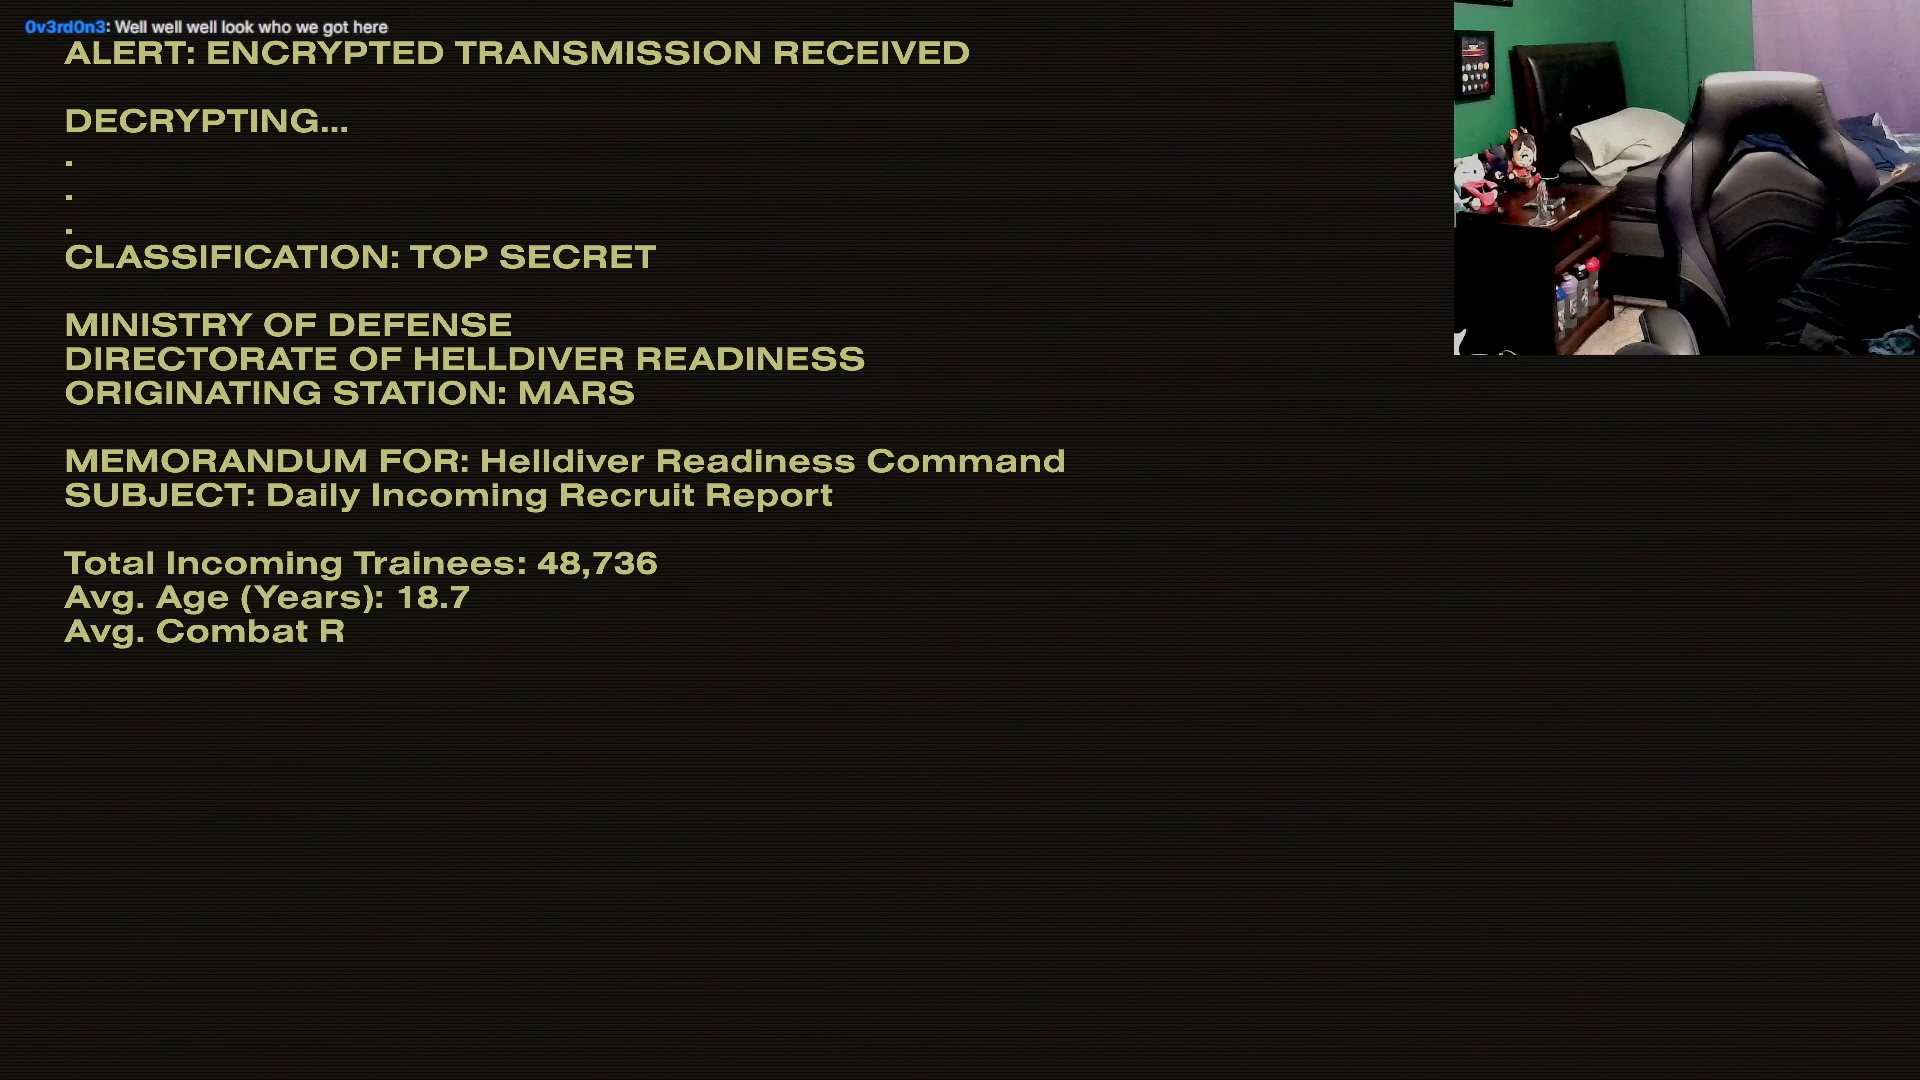 0v3rd0n3: Well well well look who we got here
ALERT: ENCRYPTED TRANSMISSION RECEIVED
DECRYPTING...
.
.
.
CLASSIFICATION: TOP SECRET
MINISTRY OF DEFENSE
DIRECTORATE OF HELLDIVER READINESS
ORIGINATING STATION: MARS
MEMORANDUM FOR: Helldiver Readiness Command
SUBJECT: Daily Incoming Recruit Report
Total Incoming Trainees: 48,736
Avg. Age (Years): 18.7
Avg. Combat R